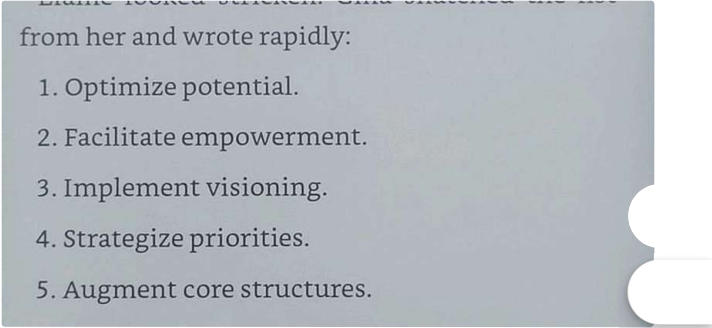 from her and wrote rapidly:
1. Optimize potential.
2. Facilitate empowerment.
3. Implement visioning.
4. Strategize priorities.
5. Augment core structures.